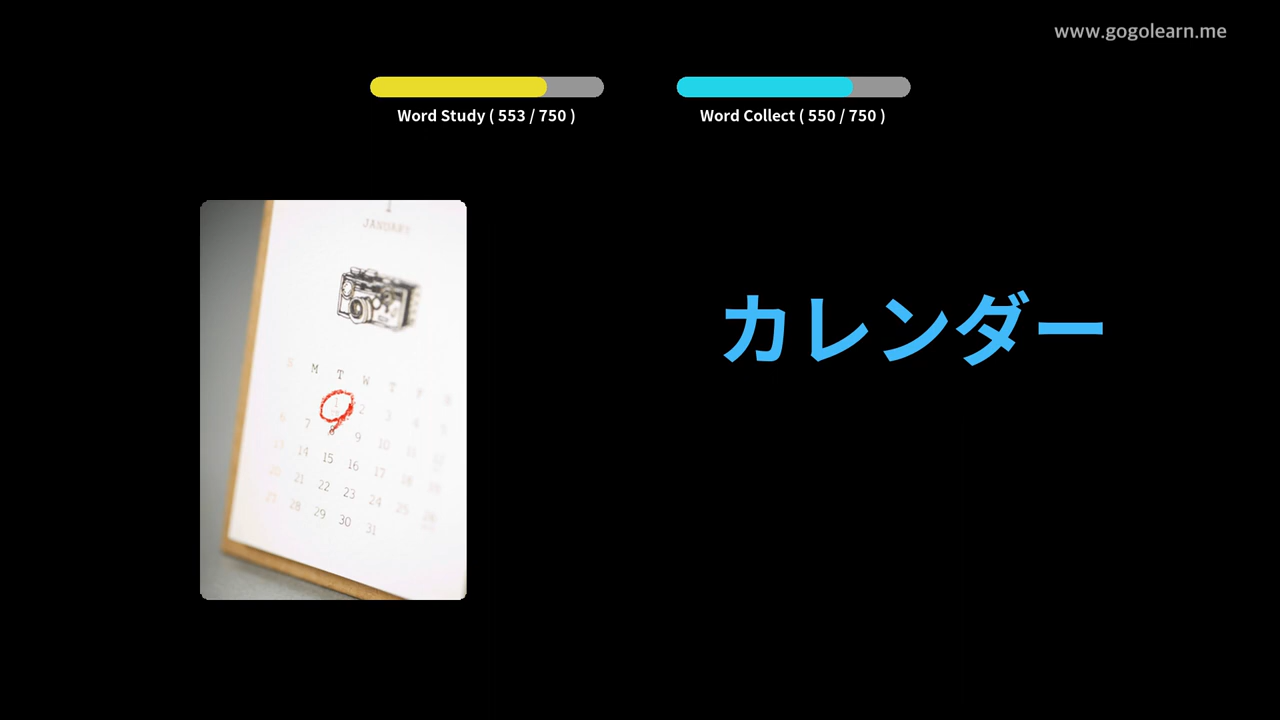 www.gogolearn.me
Word Study ( 553 / 750 )
Word Collect ( 550 / 750 )
カレンダー
JANUARY
S M T W T F S
1 2 3 4 5
6 7 8 9 10 11 12
13 14 15 16 17 18 19
20 21 22 23 24 25 26
27 28 29 30 31